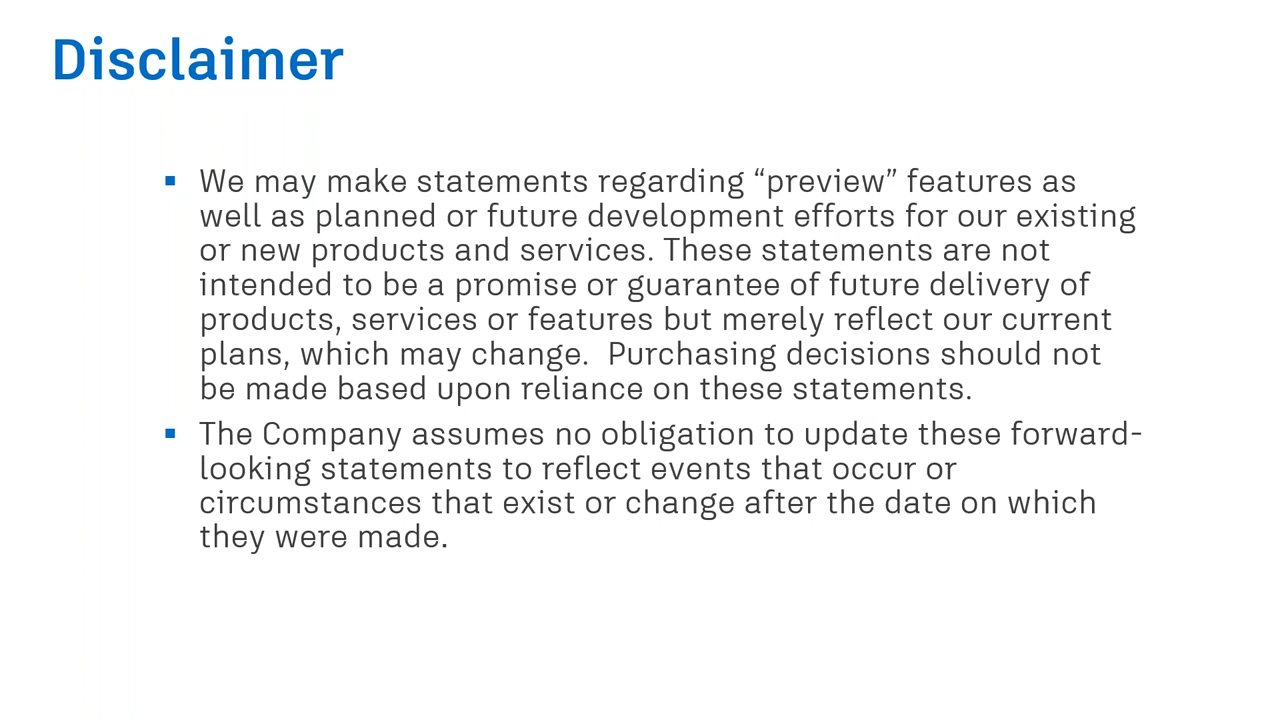 Disclaimer
▪ We may make statements regarding “preview” features as
well as planned or future development efforts for our existing
or new products and services. These statements are not
intended to be a promise or guarantee of future delivery of
products, services or features but merely reflect our current
plans, which may change.  Purchasing decisions should not
be made based upon reliance on these statements.
▪ The Company assumes no obligation to update these forward-
looking statements to reflect events that occur or
circumstances that exist or change after the date on which
they were made.